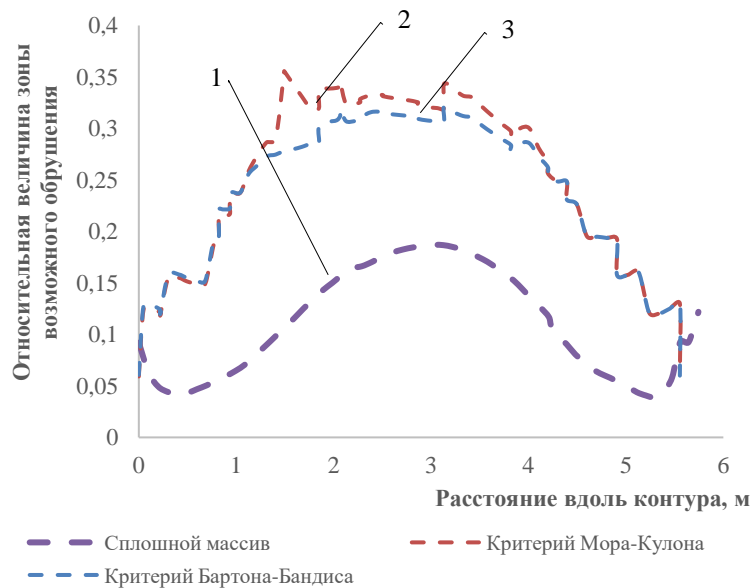 Относительная величина зоны
возможного обрушения
0,4
0,35
0,3
0,25
0,2
0,15
0,1
0,05
0
1
2
3
0 1 2 3 4 5 6
Расстояние вдоль контура, м
Сплошной массив
Критерий Мора-Кулона
Критерий Бартона-Бандиса